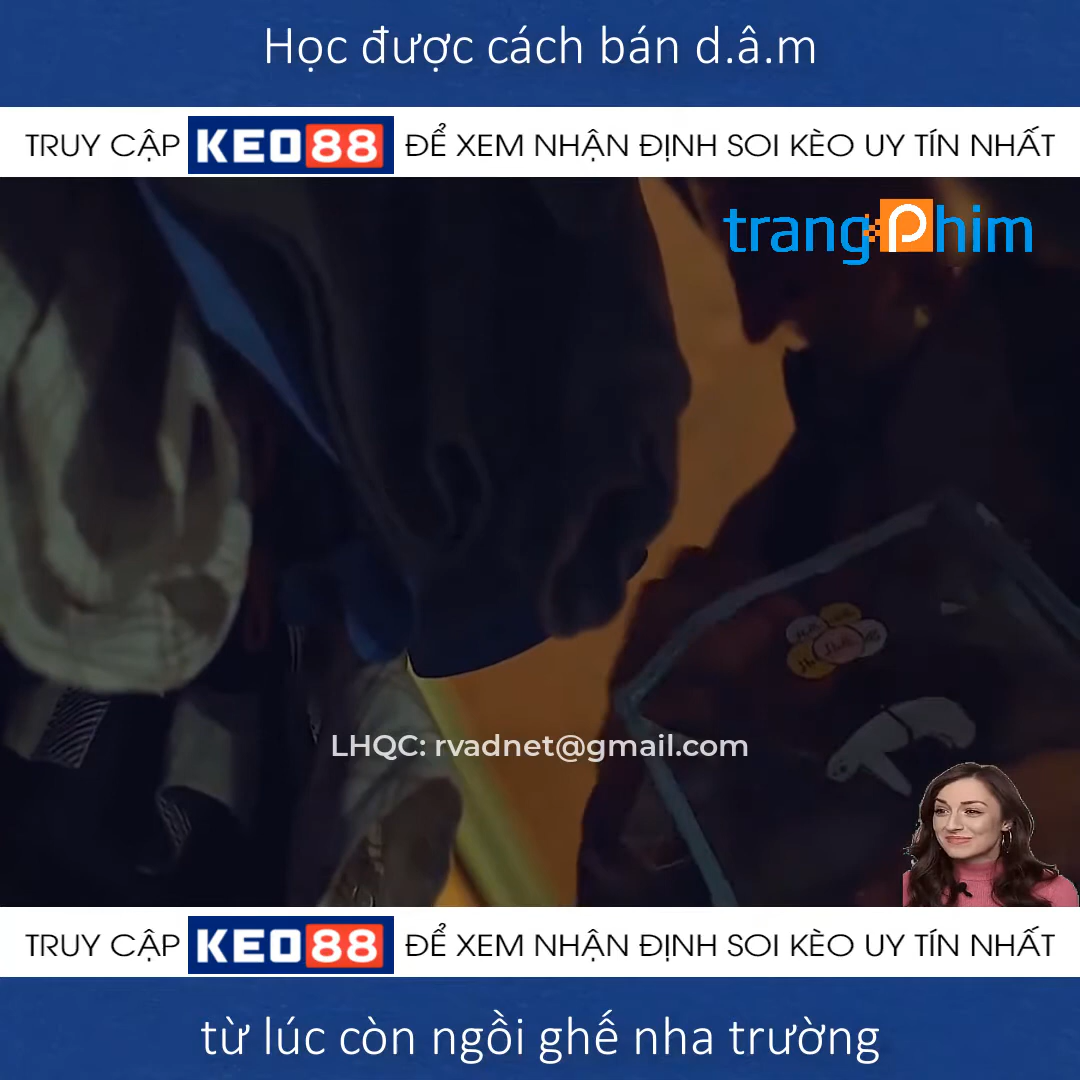 Học được cách bán d.â.m
TRUY CẬP KEO88 ĐỂ XEM NHẬN ĐỊNH SOI KÈO UY TÍN NHẤT
trangPhim
LHQC: rvadnet@gmail.com
TRUY CẬP KEO88 ĐỂ XEM NHẬN ĐỊNH SOI KÈO UY TÍN NHẤT
từ lúc còn ngồi ghế nha trường